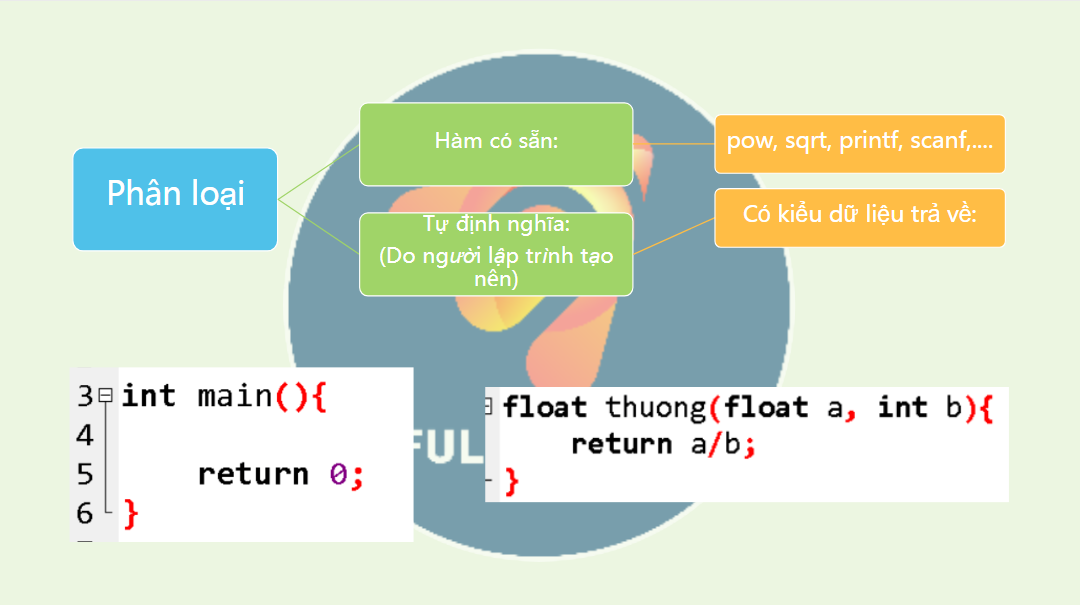 Phân loại
Hàm có sẵn:
pow, sqrt, printf, scanf,....
Tự định nghĩa:
(Do người lập trình tạo
nên)
Có kiểu dữ liệu trả về:
3 int main(){
4
5 return 0;
6 }
FUL
float thuong(float a, int b){
return a/b;
}